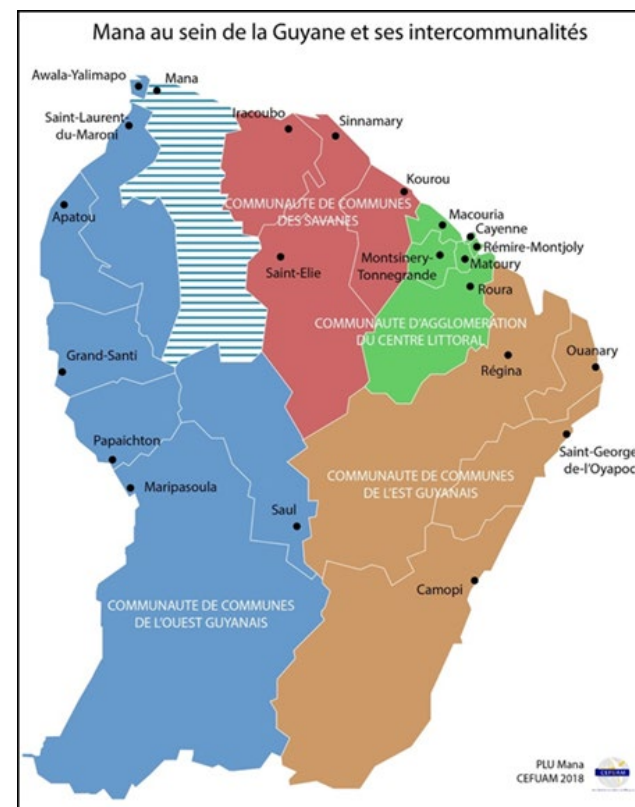 Mana au sein de la Guyane et ses intercommunalités
Awala-Yalimapo
Mana
Saint-Laurent-
du-Maroni
Iracoubo
Sinnamary
Apatou
Kourou
COMMUNAUTE DE COMMUNES
DES SAVANES
Macouria
Cayenne
Rémire-Montjoly
Montsinery-
Tonnegrande
Matoury
Saint-Elie
Roura
COMMUNAUTE D'AGGLOMERATION
DU CENTRE LITTORAL
Grand-Santi
Régina
Ouanary
Papaichton
Saint-George
de-l'Oyapoc
Maripasoula
COMMUNAUTE DE COMMUNES
DE L'EST GUYANAIS
Saul
Camopi
COMMUNAUTE DE COMMUNES
DE L'OUEST GUYANAIS
PLU Mana
CEFUAM 2018
CEFUAM